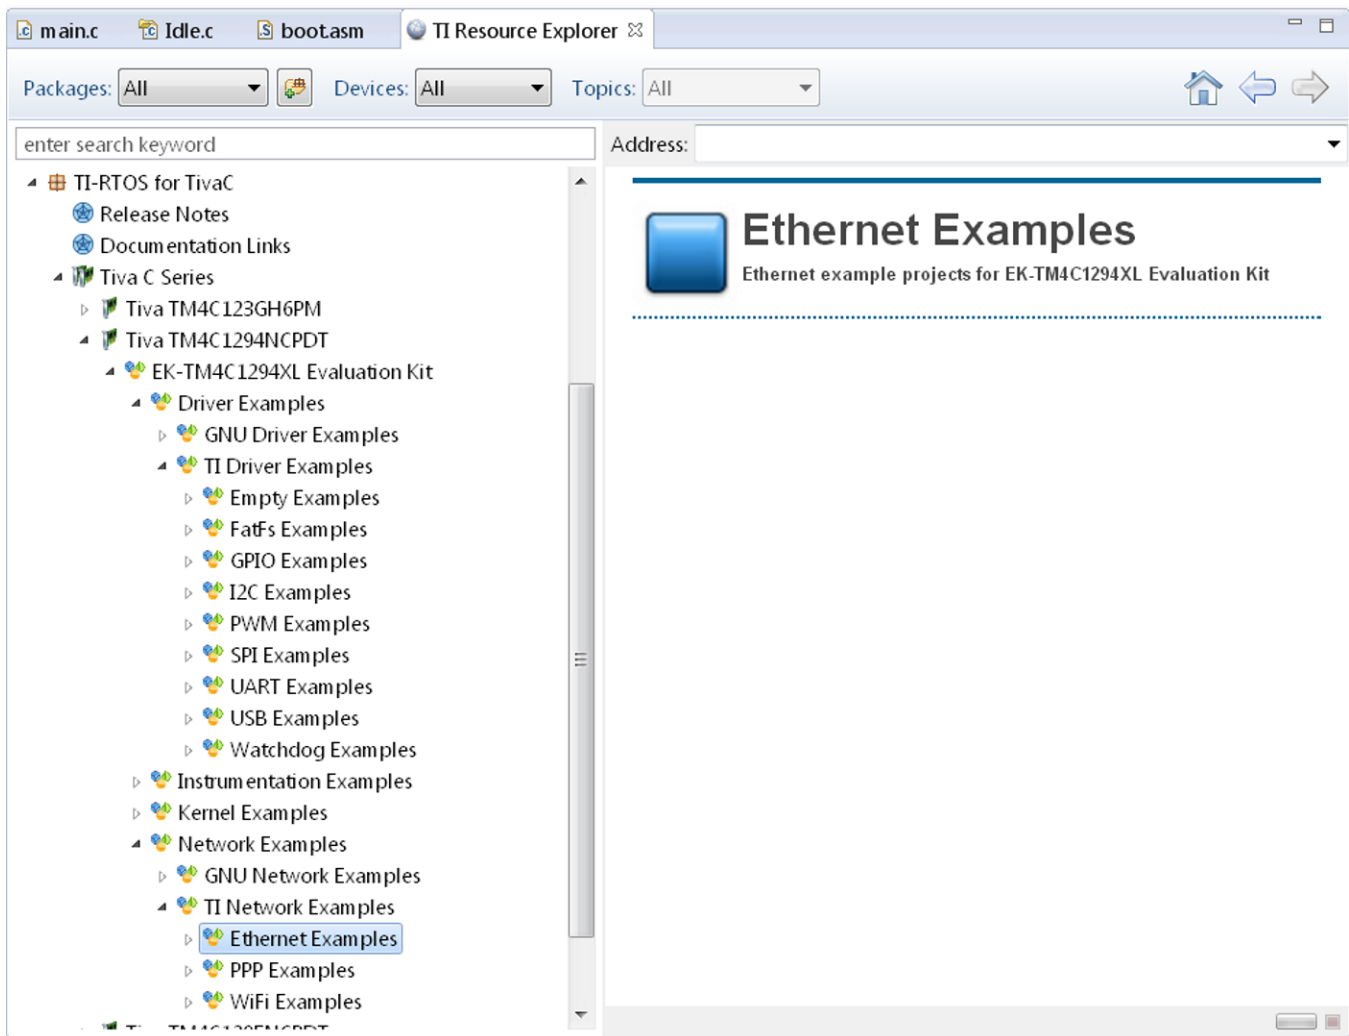 main.c Idle.c boot.asm TI Resource Explorer
Packages: All Devices: All Topics: All
enter search keyword
Address:
TI-RTOS for TivaC
Release Notes
Documentation Links
Tiva C Series
Tiva TM4C123GH6PM
Tiva TM4C1294NCPDT
EK-TM4C1294XL Evaluation Kit
Driver Examples
GNU Driver Examples
TI Driver Examples
Empty Examples
FatFs Examples
GPIO Examples
I2C Examples
PWM Examples
SPI Examples
UART Examples
USB Examples
Watchdog Examples
Instrumentation Examples
Kernel Examples
Network Examples
GNU Network Examples
TI Network Examples
Ethernet Examples
PPP Examples
WiFi Examples
Ethernet Examples
Ethernet example projects for EK-TM4C1294XL Evaluation Kit